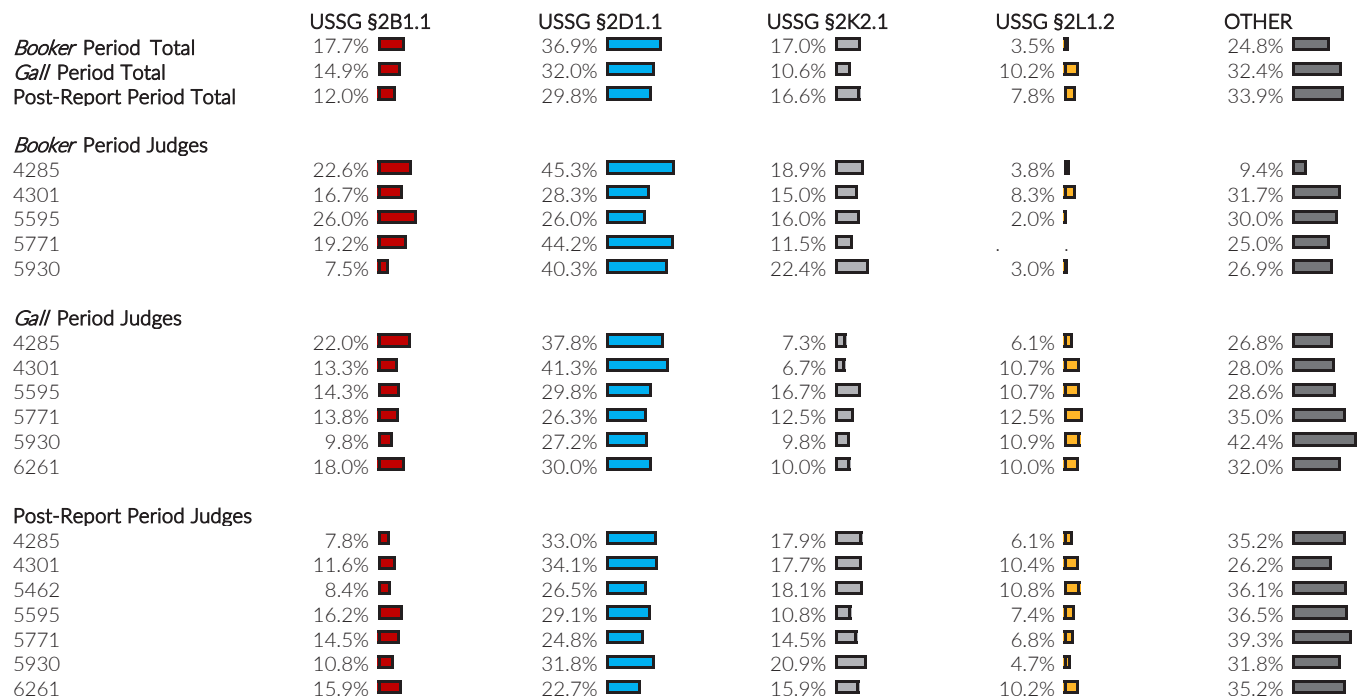 USSG §2B1.1 USSG §2D1.1 USSG §2K2.1 USSG §2L1.2 OTHER
Booker Period Total 17.7% 36.9% 17.0% 3.5% 24.8%
Gall Period Total 14.9% 32.0% 10.6% 10.2% 32.4%
Post-Report Period Total 12.0% 29.8% 16.6% 7.8% 33.9%
Booker Period Judges
4285 22.6% 45.3% 18.9% 3.8% 9.4%
4301 16.7% 28.3% 15.0% 8.3% 31.7%
5595 26.0% 26.0% 16.0% 2.0% 30.0%
5771 19.2% 44.2% 11.5% . . 25.0%
5930 7.5% 40.3% 22.4% 3.0% 26.9%
Gall Period Judges
4285 22.0% 37.8% 7.3% 6.1% 26.8%
4301 13.3% 41.3% 6.7% 10.7% 28.0%
5595 14.3% 29.8% 16.7% 10.7% 28.6%
5771 13.8% 26.3% 12.5% 12.5% 35.0%
5930 9.8% 27.2% 9.8% 10.9% 42.4%
6261 18.0% 30.0% 10.0% 10.0% 32.0%
Post-Report Period Judges
4285 7.8% 33.0% 17.9% 6.1% 35.2%
4301 11.6% 34.1% 17.7% 10.4% 26.2%
5462 8.4% 26.5% 18.1% 10.8% 36.1%
5595 16.2% 29.1% 10.8% 7.4% 36.5%
5771 14.5% 24.8% 14.5% 6.8% 39.3%
5930 10.8% 31.8% 20.9% 4.7% 31.8%
6261 15.9% 22.7% 15.9% 10.2% 35.2%